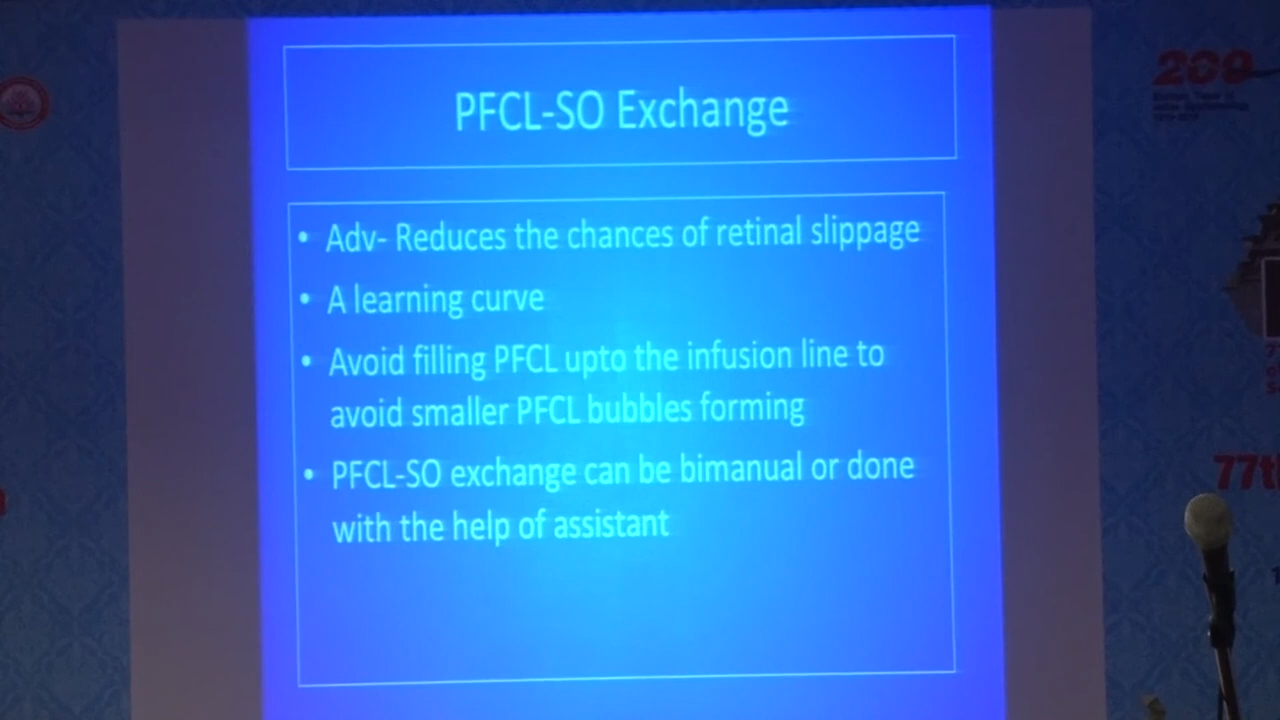 PFCL-SO Exchange
• Adv- Reduces the chances of retinal slippage
• A learning curve
• Avoid filling PFCL upto the infusion line to
avoid smaller PFCL bubbles forming
• PFCL-SO exchange can be bimanual or done
with the help of assistant
200
77th